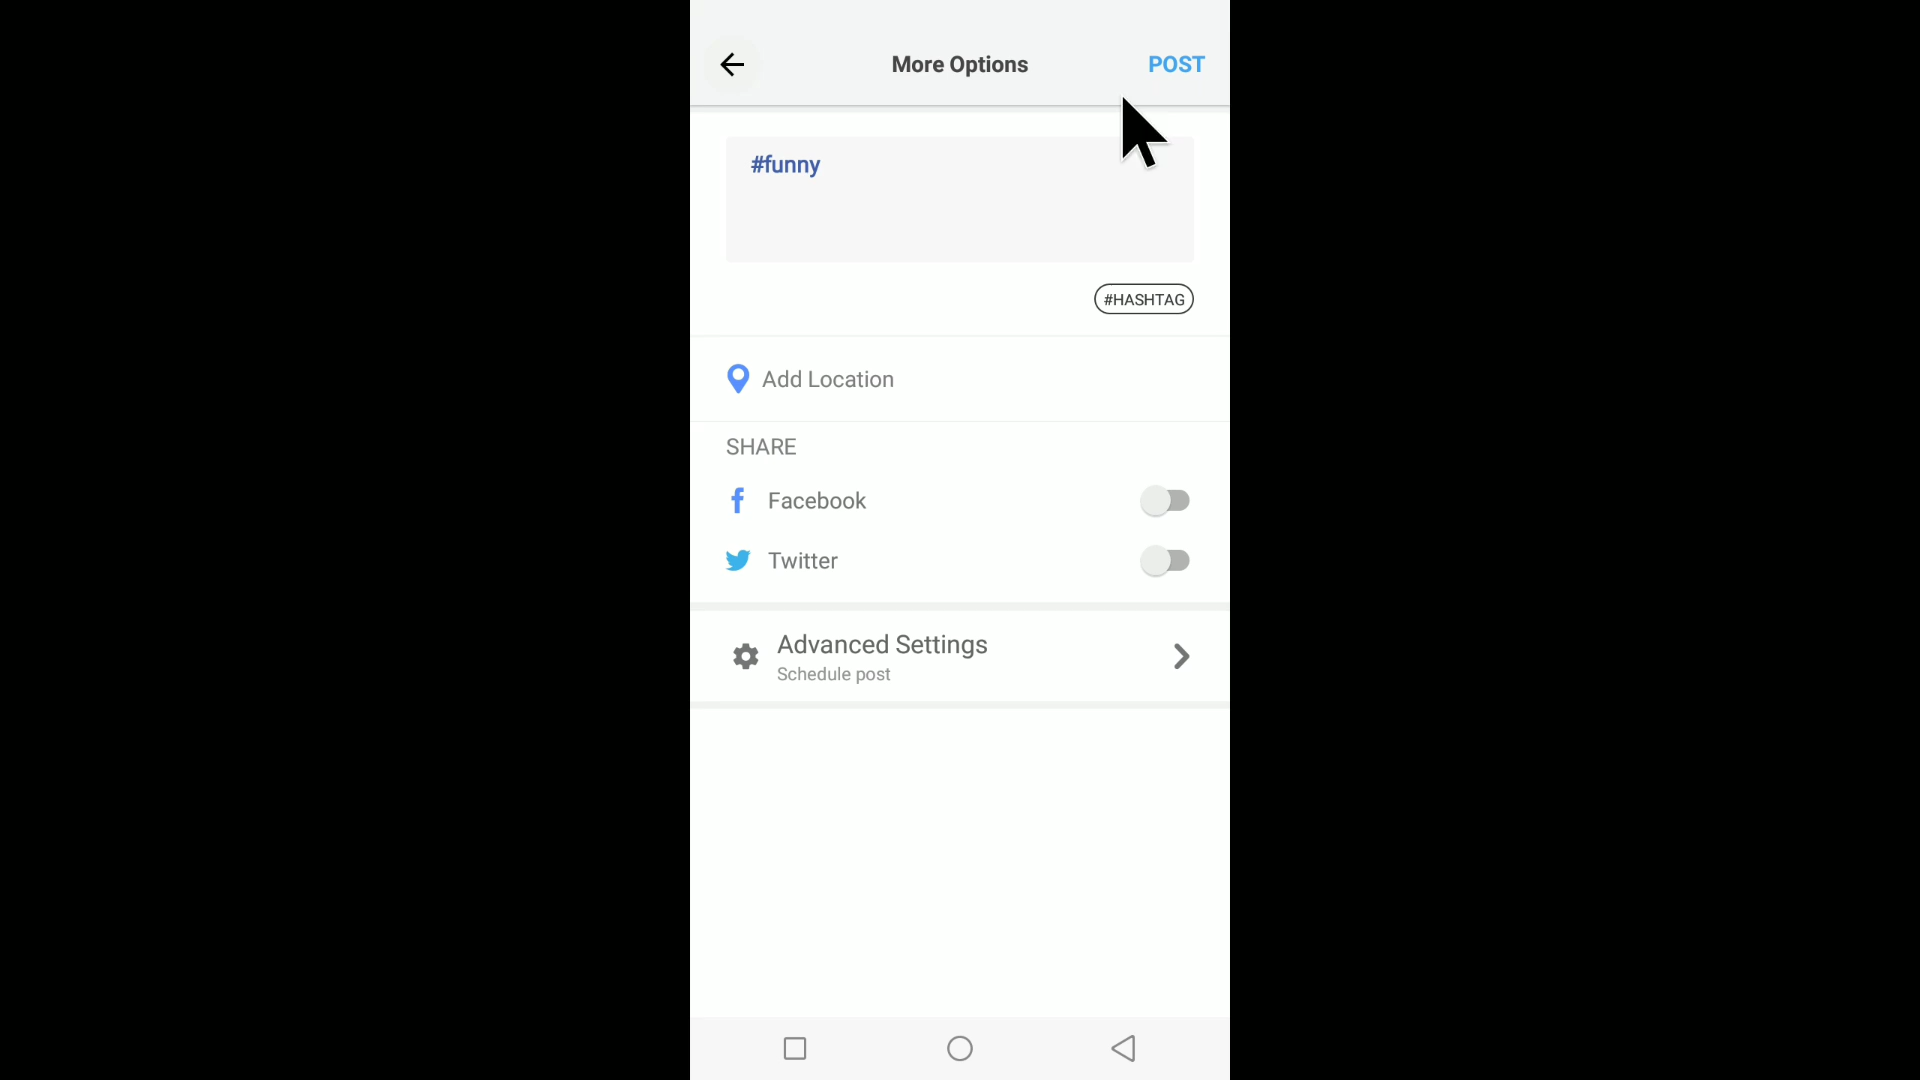 More Options
POST
#funny
#HASHTAG
Add Location
SHARE
Facebook
Twitter
Advanced Settings
Schedule post